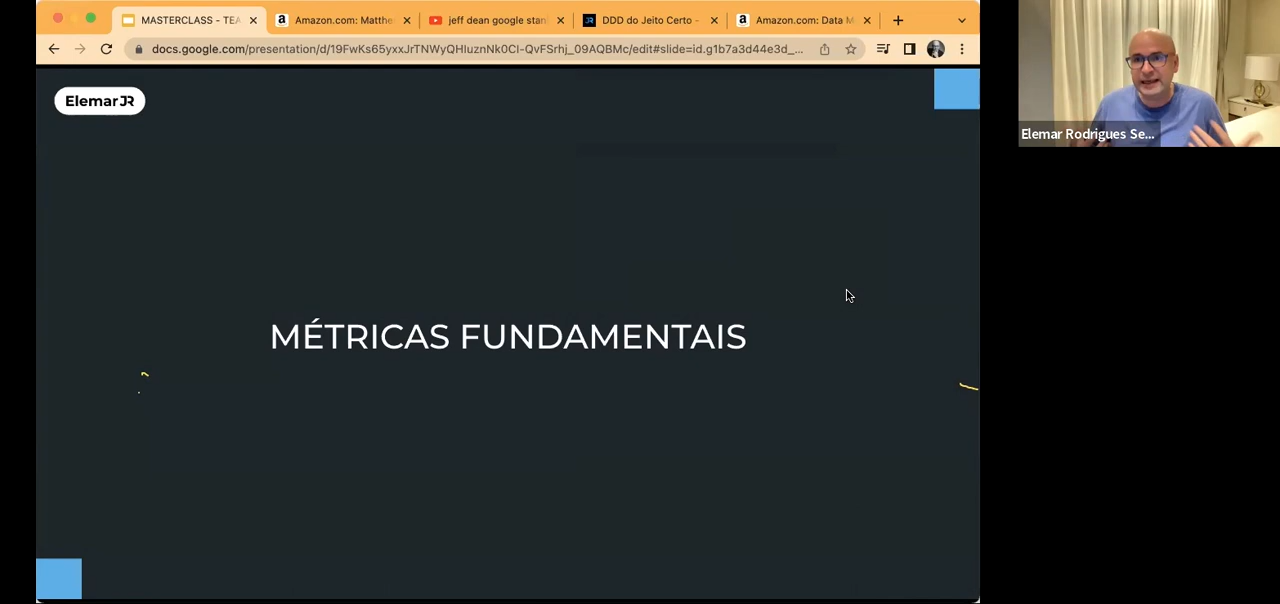 MASTERCLASS - TEA
Amazon.com: Matthe
jeff dean google stan
DDD do Jeito Certo -
Amazon.com: Data M
docs.google.com/presentation/d/19FwKs65yxxJrTNWyQHIuznNk0CI-QvFSrhj_09AQBMc/edit#slide=id.g1b7a3d44e3d_...
ElemarJR
Elemar Rodrigues Se...
MÉTRICAS FUNDAMENTAIS